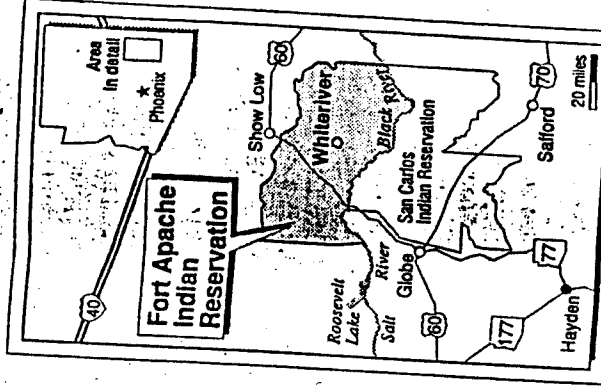 40
Area
In detail
Phoenix
Fort Apache
Indian
Reservation
Show Low
60
Whiteriver
Black River
Roosevelt
Lake
Salt
River
San Carlos
Indian Reservation
Globe
60
70
Safford
77
177
Hayden
20 miles